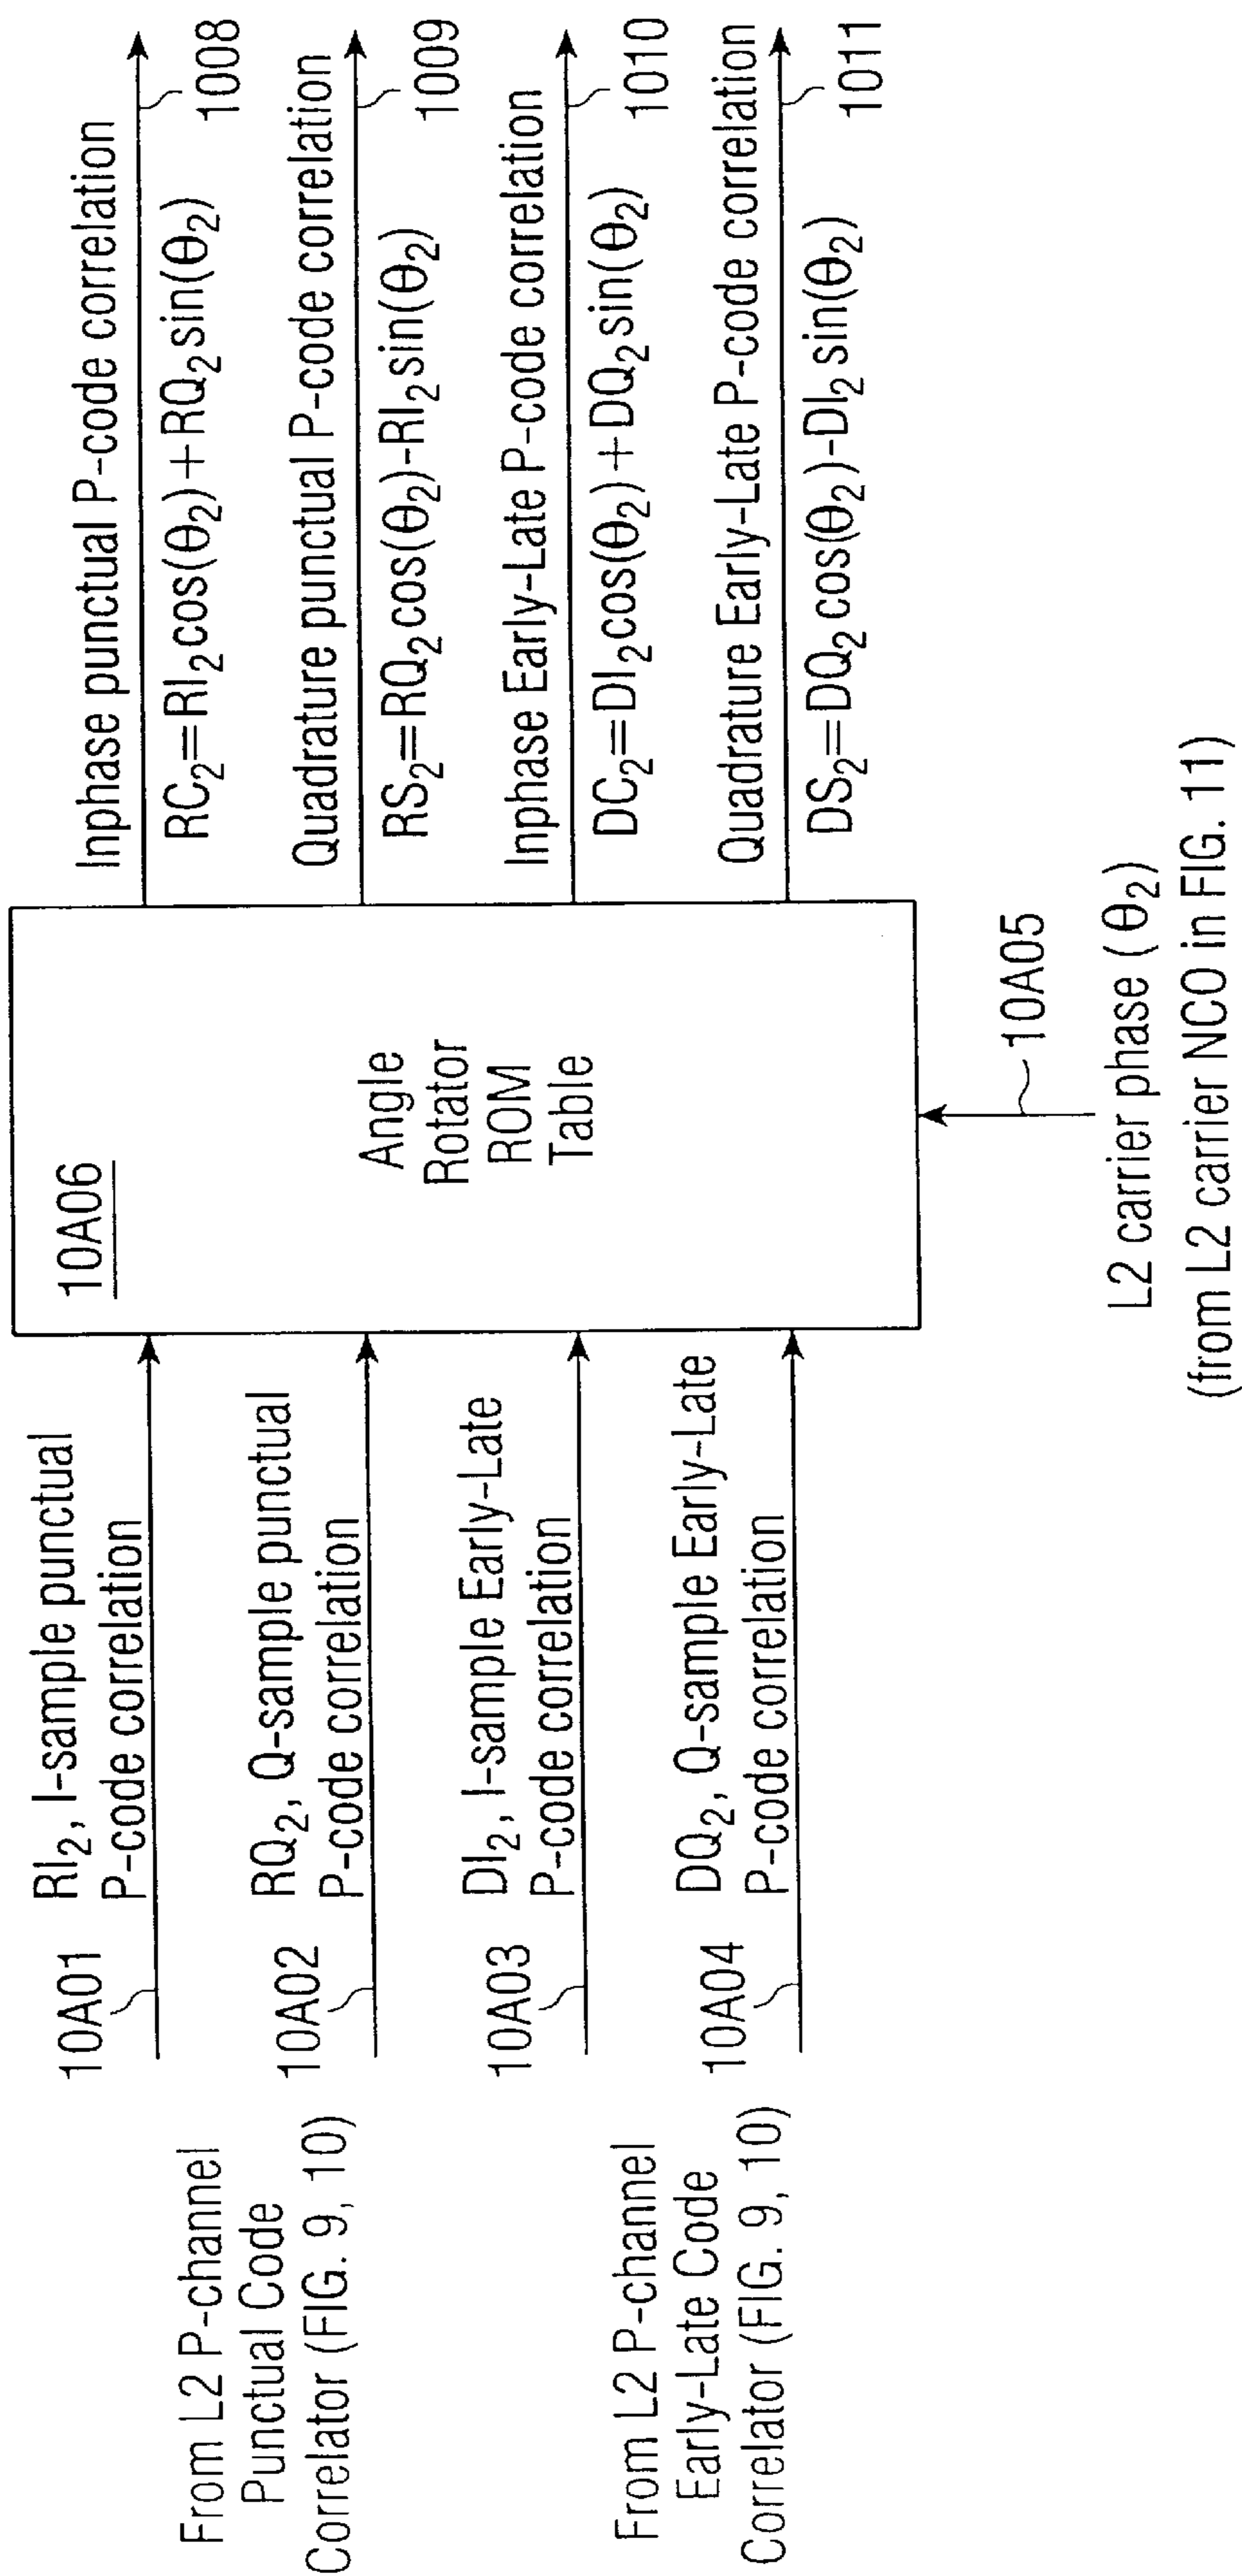 From L2 P-channel
Punctual Code
Correlator (FIG. 9, 10)
From L2 P-channel
Early-Late Code
Correlator (FIG. 9, 10)
10A01
RI₂, I-sample punctual
P-code correlation
10A02
RQ₂, Q-sample punctual
P-code correlation
10A03
DI₂, I-sample Early-Late
P-code correlation
10A04
DQ₂, Q-sample Early-Late
P-code correlation
10A06
Angle
Rotator
ROM
Table
10A05
L2 carrier phase (θ₂)
(from L2 carrier NCO in FIG. 11)
Inphase punctual P-code correlation
RC₂=RI₂cos(θ₂)+RQ₂sin(θ₂)
1008
Quadrature punctual P-code correlation
RS₂=RQ₂cos(θ₂)-RI₂sin(θ₂)
1009
Inphase Early-Late P-code correlation
DC₂=DI₂cos(θ₂)+DQ₂sin(θ₂)
1010
Quadrature Early-Late P-code correlation
DS₂=DQ₂cos(θ₂)-DI₂sin(θ₂)
1011